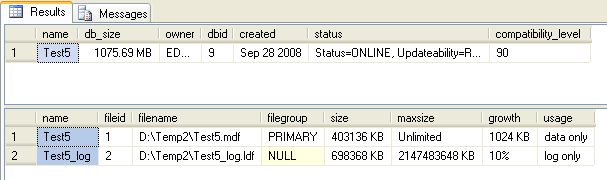 Results Messages
name db_size owner dbid created status compatibility_level
1 Test5 1075.69 MB ED... 9 Sep 28 2008 Status=ONLINE, Updateability=R... 90
name fileid filename filegroup size maxsize growth usage
1 Test5 1 D:\Temp2\Test5.mdf PRIMARY 403136 KB Unlimited 1024 KB data only
2 Test5_log 2 D:\Temp2\Test5_log.ldf NULL 698368 KB 2147483648 KB 10% log only